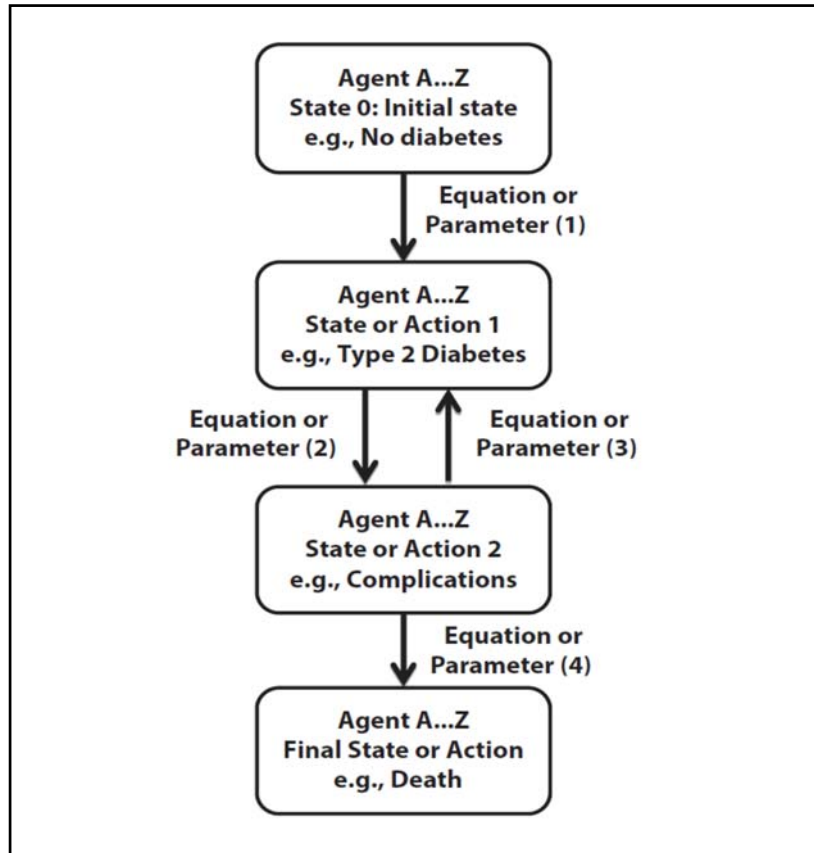 Agent A...Z
State 0: Initial state
e.g., No diabetes
Equation or
Parameter (1)
Agent A...Z
State or Action 1
e.g., Type 2 Diabetes
Equation or
Parameter (2)
Equation or
Parameter (3)
Agent A...Z
State or Action 2
e.g., Complications
Equation or
Parameter (4)
Agent A...Z
Final State or Action
e.g., Death